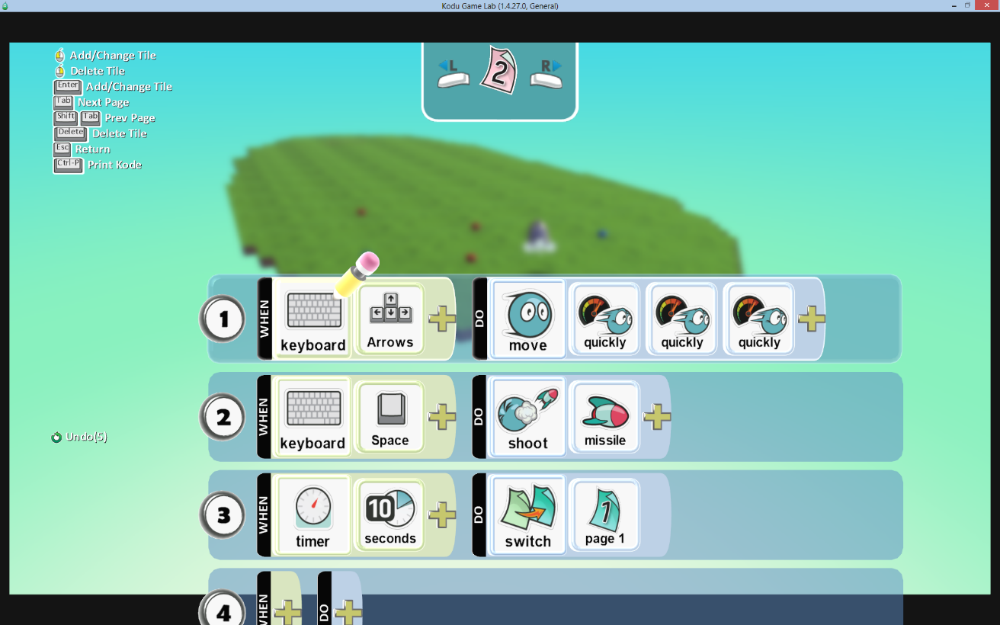 Kodu Game Lab (1.4.27.0, General)
Add/Change Tile
Delete Tile
Enter Add/Change Tile
Tab Next Page
Shift Tab Prev Page
Delete Delete Tile
Esc Return
Ctrl-P Print Kode
L 2 R
1 WHEN keyboard Arrows DO move quickly quickly quickly
2 WHEN keyboard Space DO shoot missile
Undo(5)
3 WHEN timer 10 seconds DO switch 1 page 1
4 WHEN DO